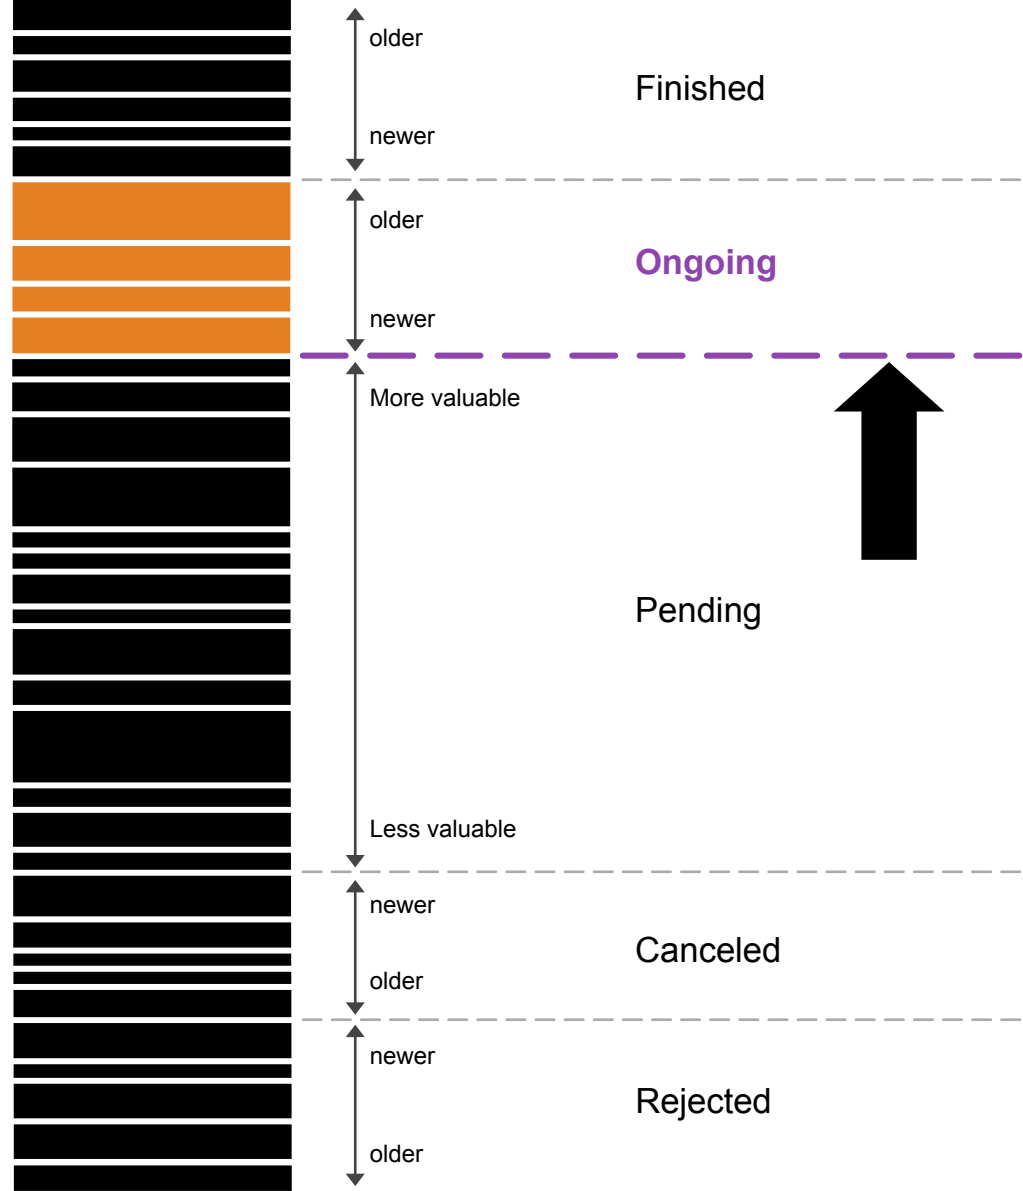 older
Finished
newer
older
Ongoing
newer
More valuable
Pending
Less valuable
newer
Canceled
older
newer
Rejected
older